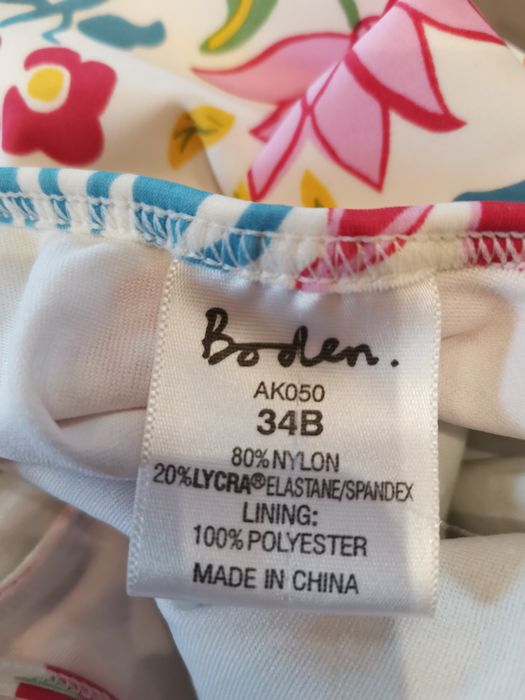 Boden.
AK050
34B
80% NYLON
20% LYCRA® ELASTANE/SPANDEX
LINING:
100% POLYESTER
MADE IN CHINA